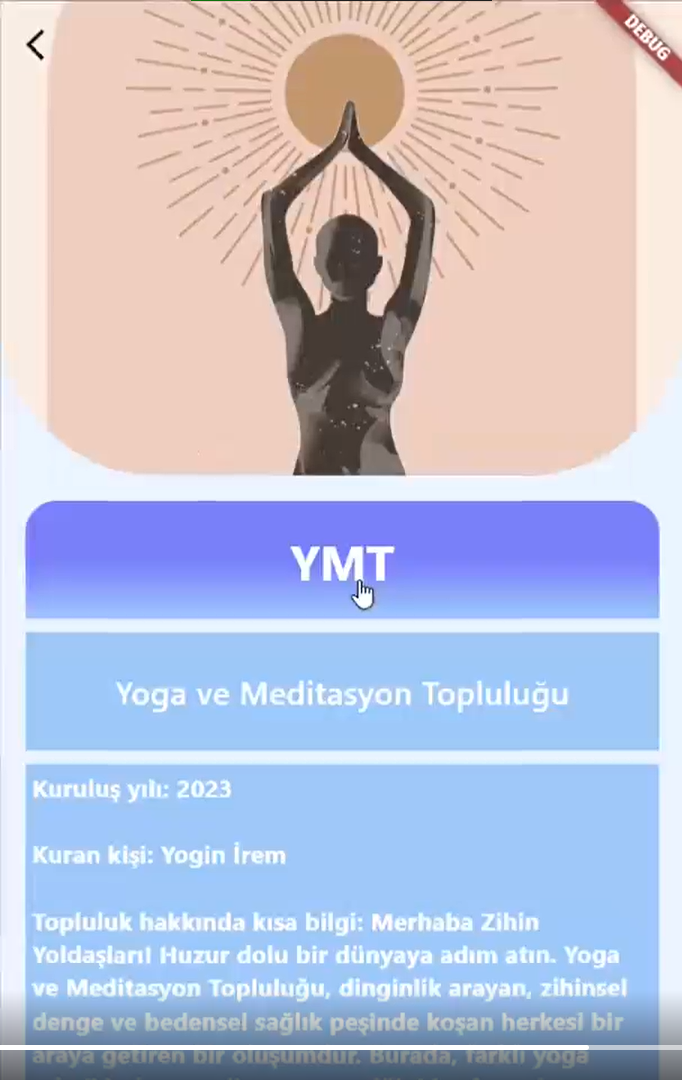 DEBUG
YMT
Yoga ve Meditasyon Topluluğu
Kuruluş yılı: 2023
Kuran kişi: Yogin İrem
Topluluk hakkında kısa bilgi: Merhaba Zihin
Yoldaşları! Huzur dolu bir dünyaya adım atın. Yoga
ve Meditasyon Topluluğu, dinginlik arayan, zihinsel
denge ve bedensel sağlık peşinde koşan herkesi bir
araya getiren bir oluşumdur. Burada, farklı yoga